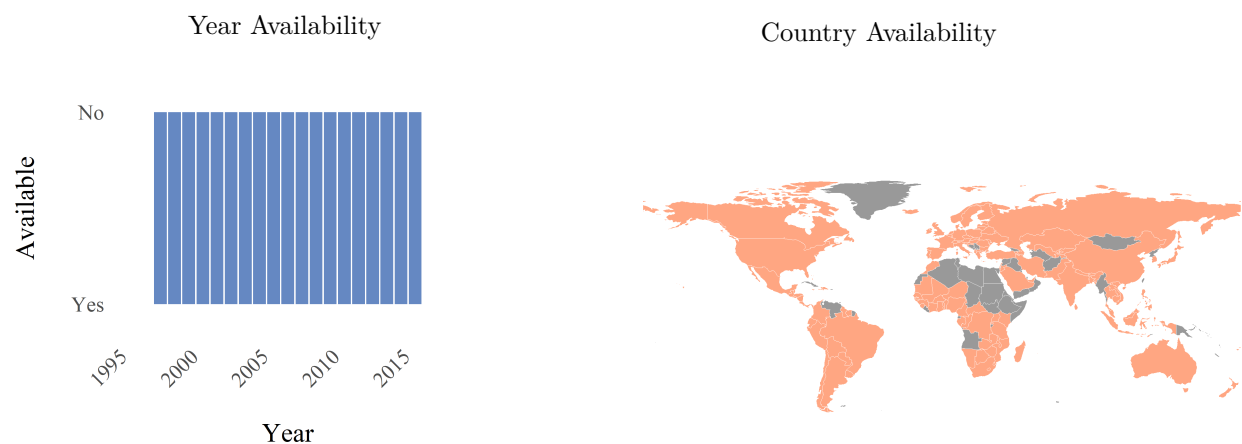 Year Availability
Country Availability
No
Available
Yes
1995
2000
2005
2010
2015
Year